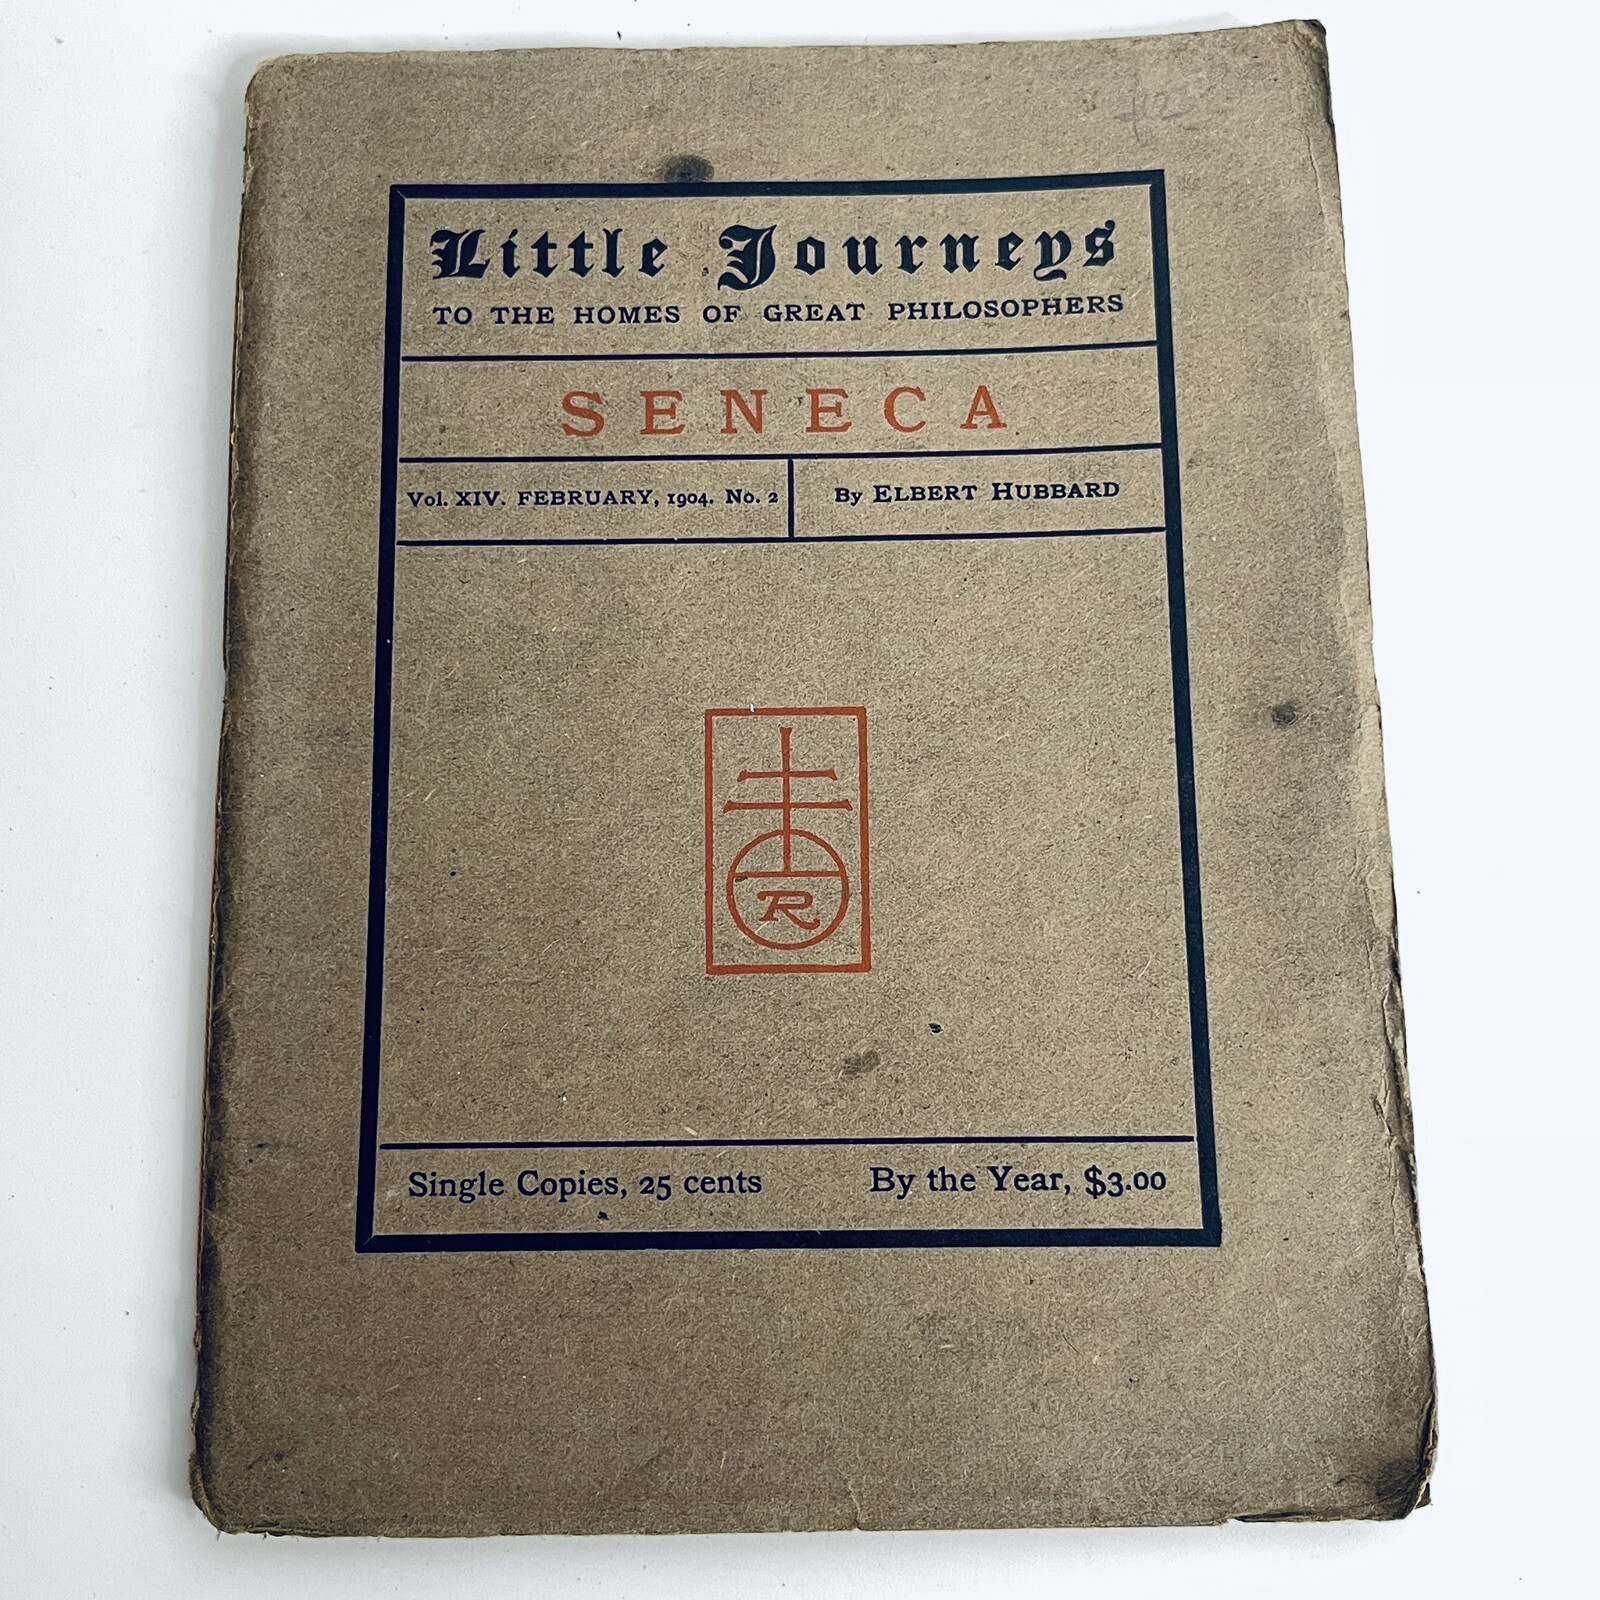 Little Journeys
TO THE HOMES OF GREAT PHILOSOPHERS
SENECA
Vol. XIV. FEBRUARY, 1904. No. 2
By ELBERT HUBBARD
R
Single Copies, 25 cents
By the Year, $3.00